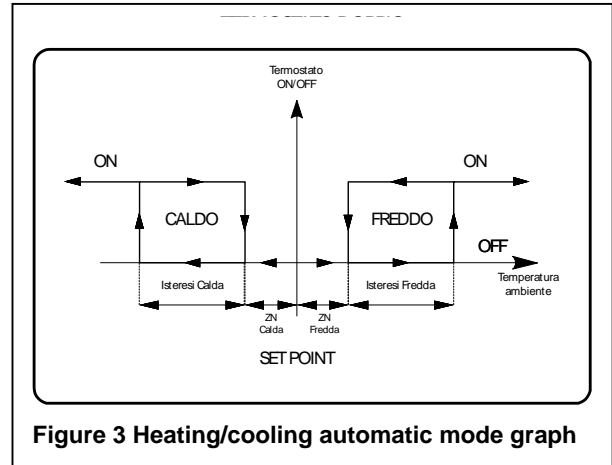 Termostato
ON/OFF
ON
ON
CALDO
FREDDO
OFF
Isteresi Calda
Isteresi Fredda
Temperatura
ambiente
ZN
Calda
ZN
Fredda
SET POINT
Figure 3 Heating/cooling automatic mode graph